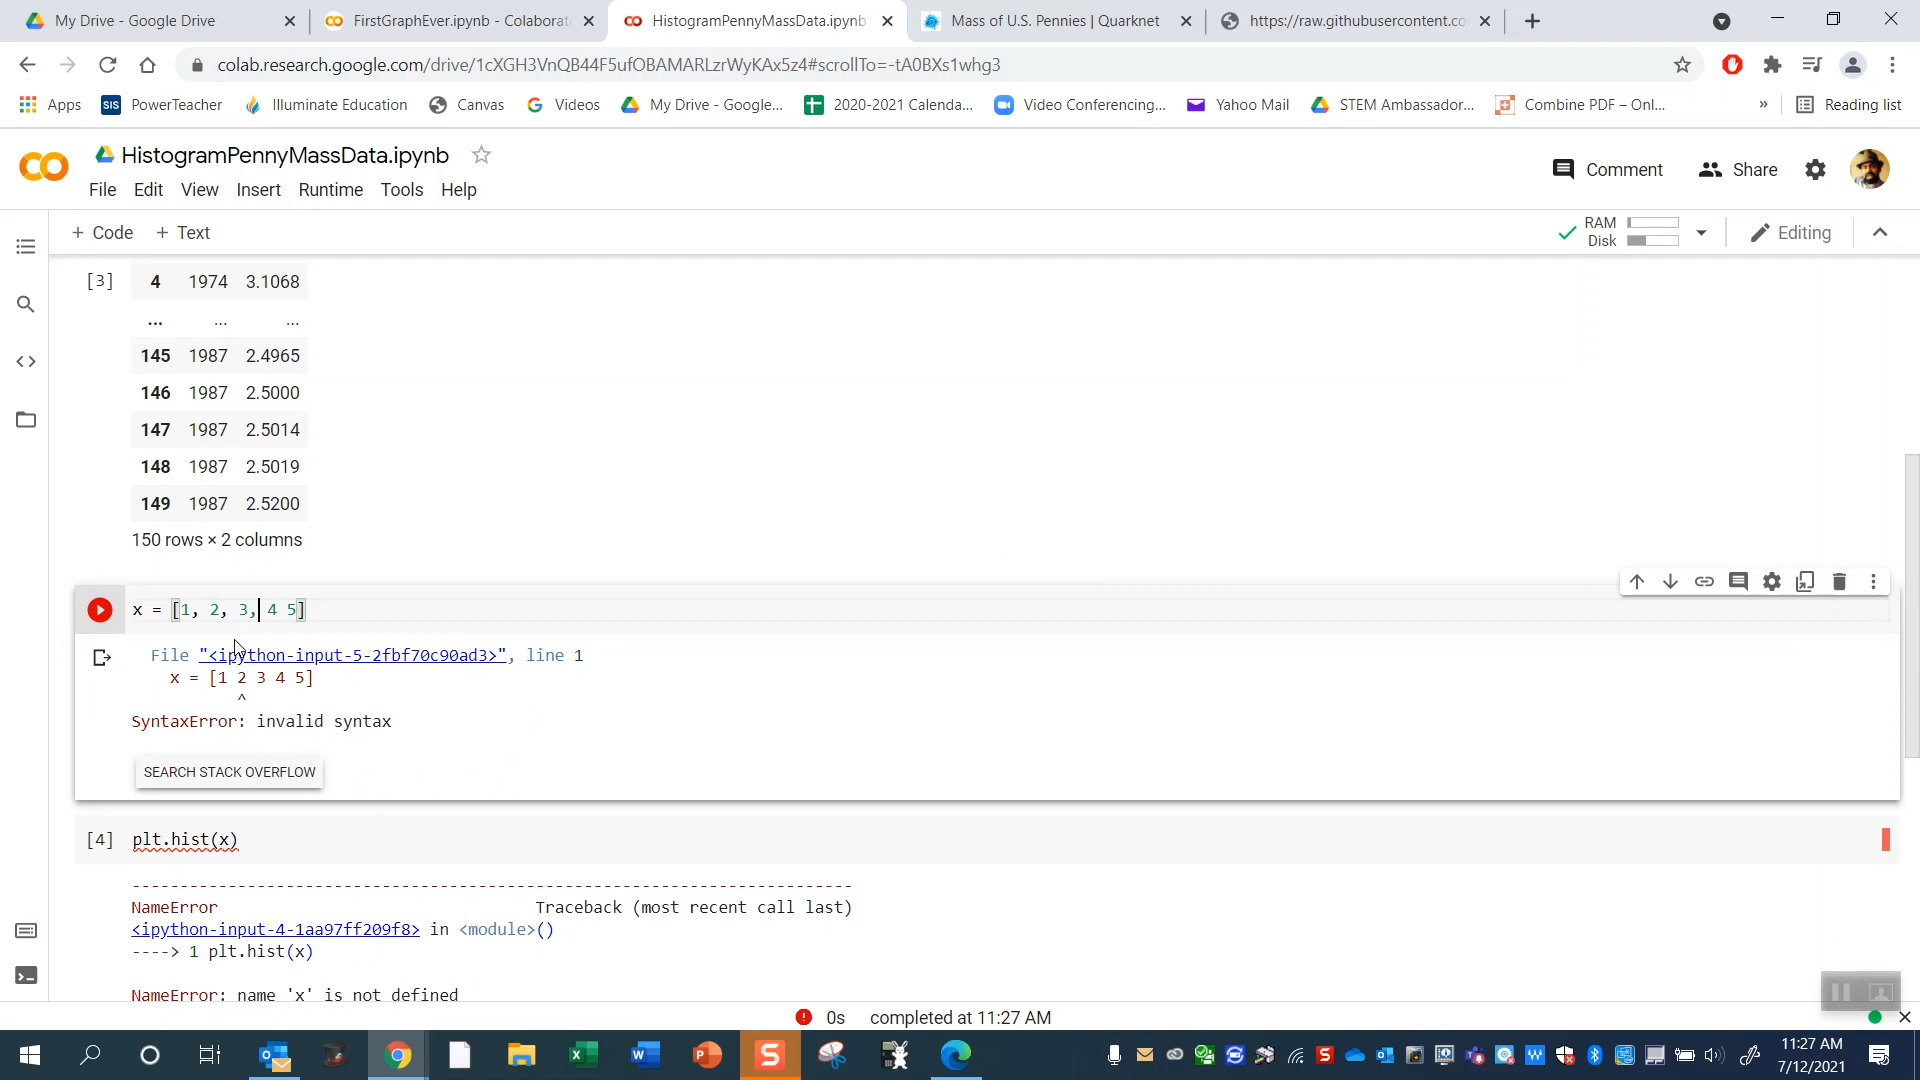 My Drive - Google Drive
FirstGraphEver.ipynb - Colaborat
HistogramPennyMassData.ipynb
Mass of U.S. Pennies | Quarknet
https://raw.githubusercontent.co
colab.research.google.com/drive/1cXGH3VnQB44F5ufOBAMARLzrWyKAx5z4#scrollTo=-tA0BXs1whg3
Apps
SIS PowerTeacher
Illuminate Education
Canvas
Videos
My Drive - Google...
2020-2021 Calenda...
Video Conferencing...
Yahoo Mail
STEM Ambassador...
Combine PDF – Onl...
»
Reading list
HistogramPennyMassData.ipynb
Comment
Share
File Edit View Insert Runtime Tools Help
+ Code + Text
RAM
Disk
Editing
[3] 4 1974 3.1068
... ... ...
145 1987 2.4965
146 1987 2.5000
147 1987 2.5014
148 1987 2.5019
149 1987 2.5200
150 rows × 2 columns
x = [1, 2, 3, 4 5]
File "<ipython-input-5-2fbf70c90ad3>", line 1
x = [1 2 3 4 5]
^
SyntaxError: invalid syntax
SEARCH STACK OVERFLOW
[4] plt.hist(x)
---------------------------------------------------------------------------
NameError Traceback (most recent call last)
<ipython-input-4-1aa97ff209f8> in <module>()
----> 1 plt.hist(x)
NameError: name 'x' is not defined
0s completed at 11:27 AM
11:27 AM
7/12/2021